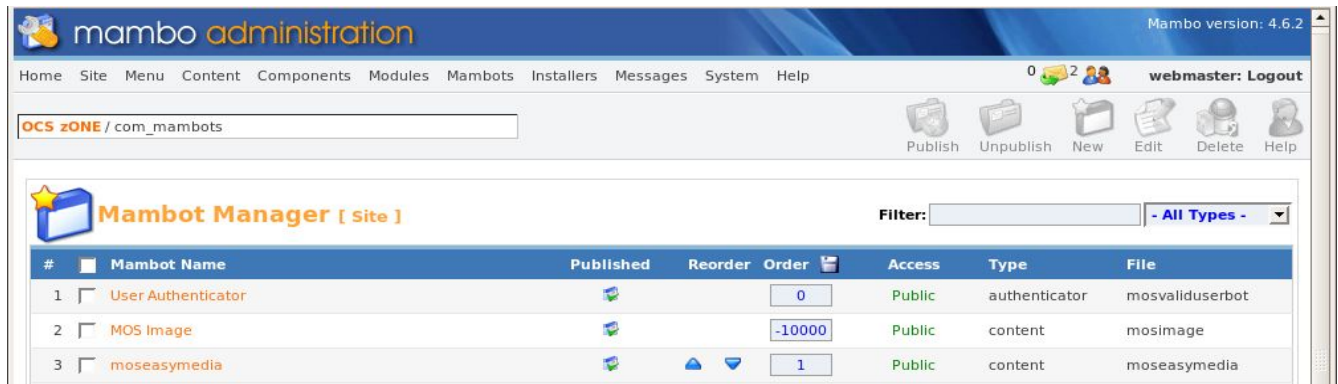 mambo administration
Mambo version: 4.6.2
Home Site Menu Content Components Modules Mambots Installers Messages System Help 0 2 webmaster: Logout
OCS zONE / com_mambots
Publish Unpublish New Edit Delete Help
Mambot Manager [ Site ] Filter: - All Types -
# Mambot Name Published Reorder Order Access Type File
1 User Authenticator 0 Public authenticator mosvaliduserbot
2 MOS Image -10000 Public content mosimage
3 moseasymedia 1 Public content moseasymedia